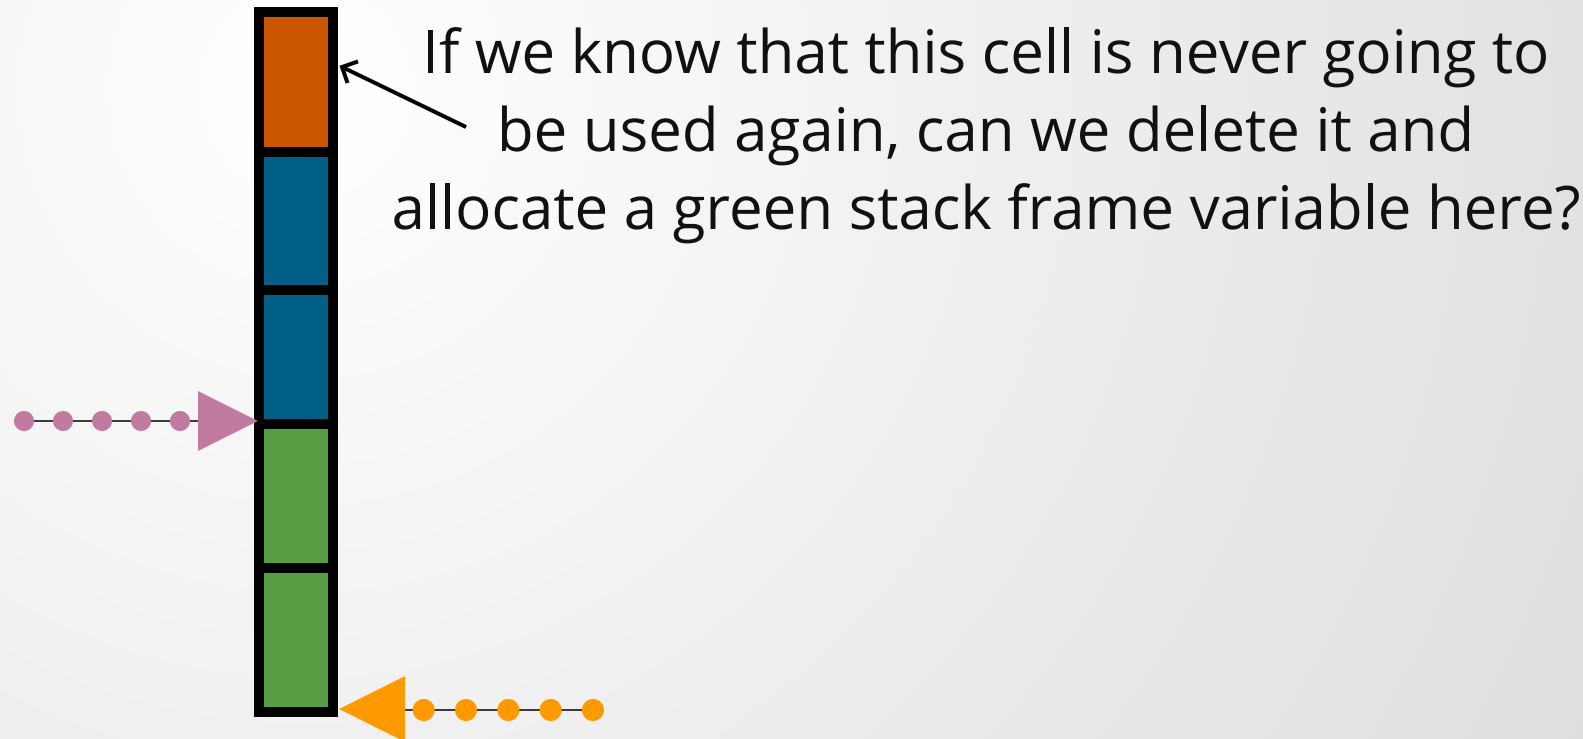 If we know that this cell is never going to
be used again, can we delete it and
allocate a green stack frame variable here?